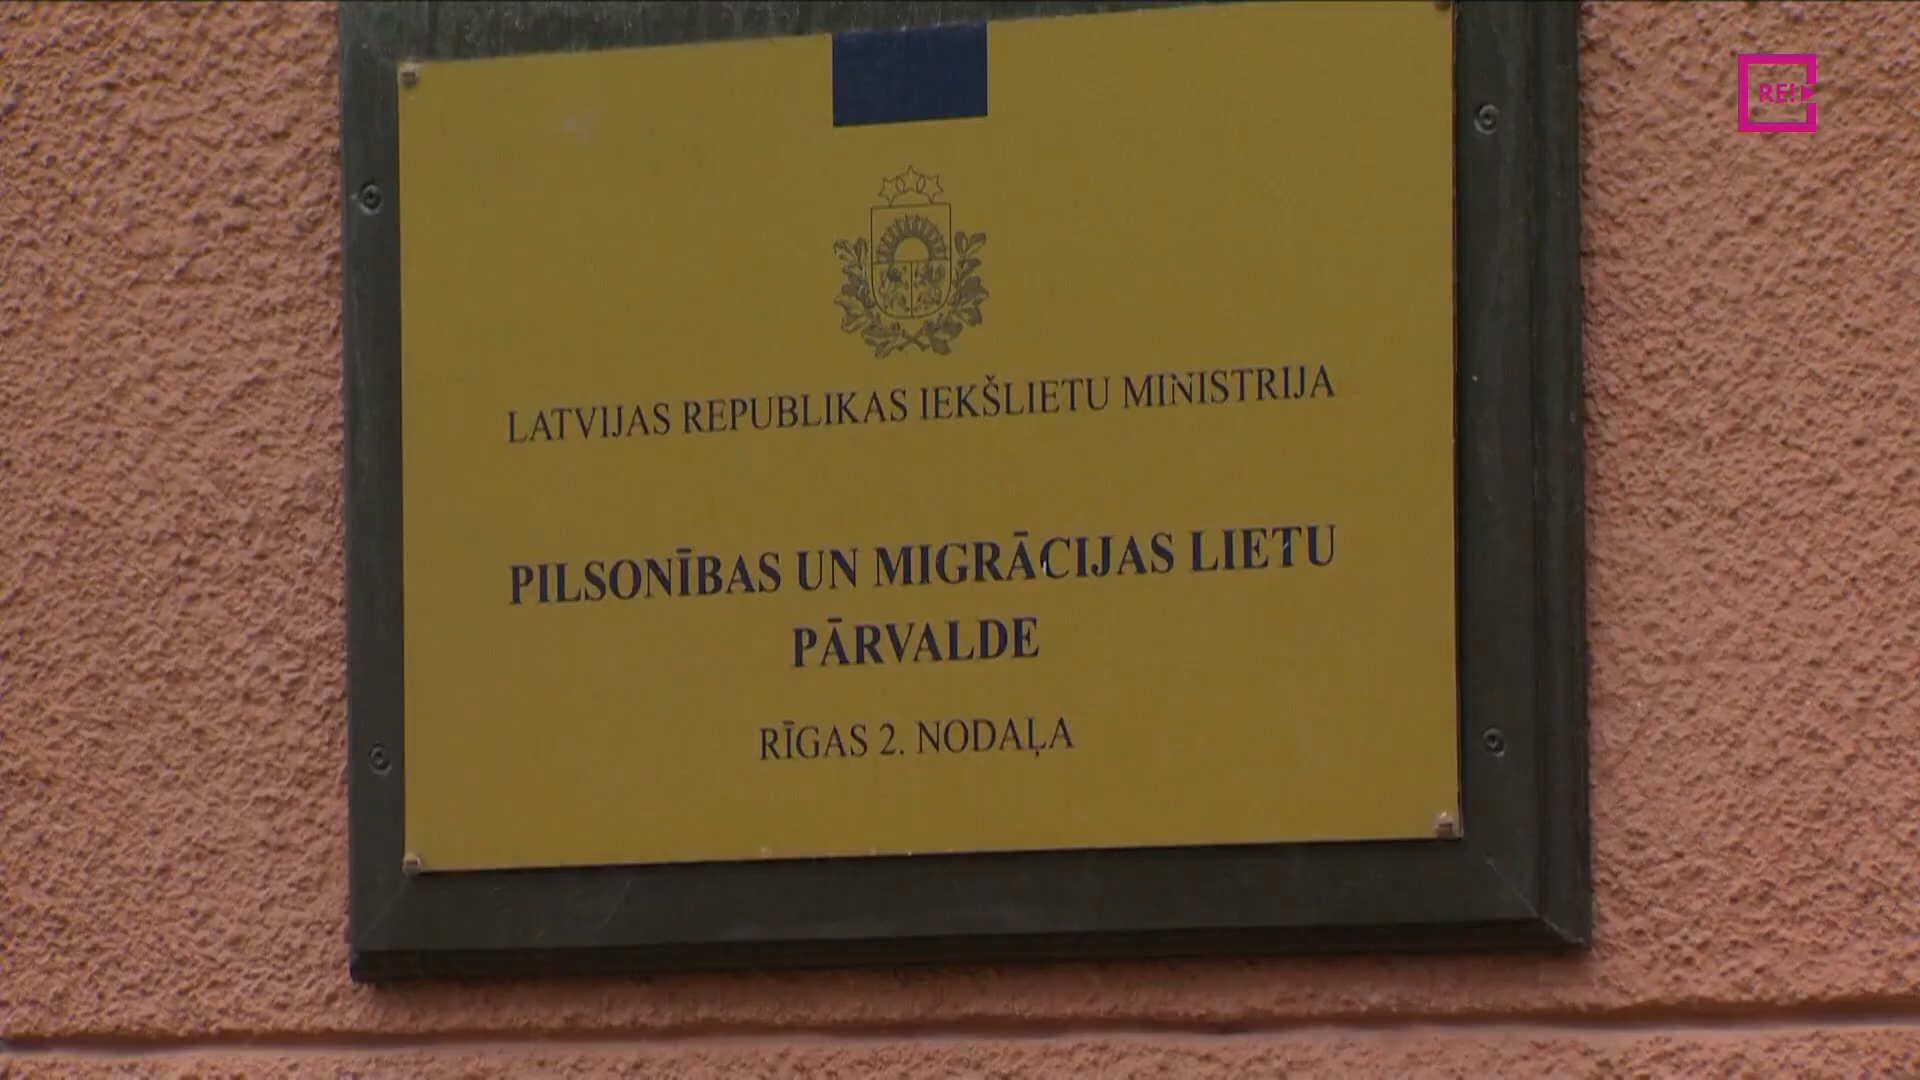 RE!
LATVIJAS REPUBLIKAS IEKŠLIETU MINISTRIJA
PILSONĪBAS UN MIGRĀCIJAS LIETU
PĀRVALDE
RĪGAS 2. NODAĻA